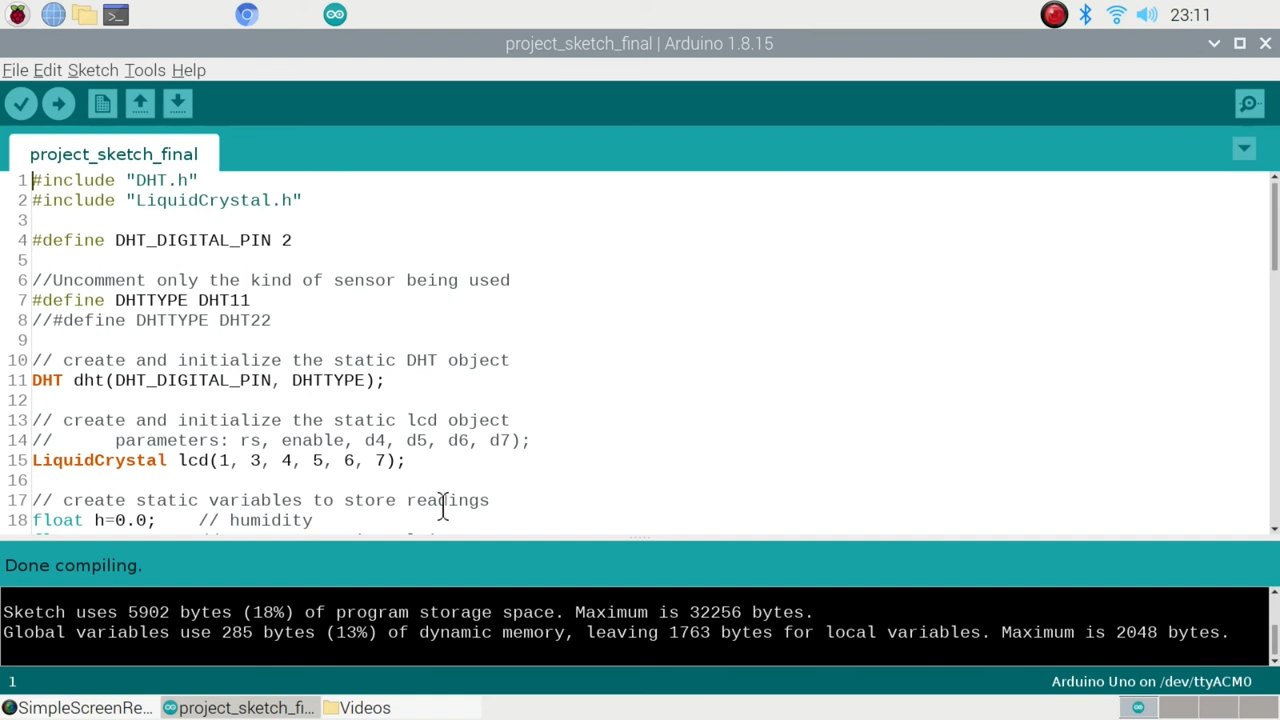 23:11
project_sketch_final | Arduino 1.8.15
File Edit Sketch Tools Help
project_sketch_final
1 #include "DHT.h"
2 #include "LiquidCrystal.h"
3
4 #define DHT_DIGITAL_PIN 2
5
6 //Uncomment only the kind of sensor being used
7 #define DHTTYPE DHT11
8 //#define DHTTYPE DHT22
9
10 // create and initialize the static DHT object
11 DHT dht(DHT_DIGITAL_PIN, DHTTYPE);
12
13 // create and initialize the static lcd object
14 //      parameters: rs, enable, d4, d5, d6, d7);
15 LiquidCrystal lcd(1, 3, 4, 5, 6, 7);
16
17 // create static variables to store readings
18 float h=0.0;    // humidity
Done compiling.
Sketch uses 5902 bytes (18%) of program storage space. Maximum is 32256 bytes.
Global variables use 285 bytes (13%) of dynamic memory, leaving 1763 bytes for local variables. Maximum is 2048 bytes.
1 Arduino Uno on /dev/ttyACM0
SimpleScreenRe... project_sketch_fi... Videos